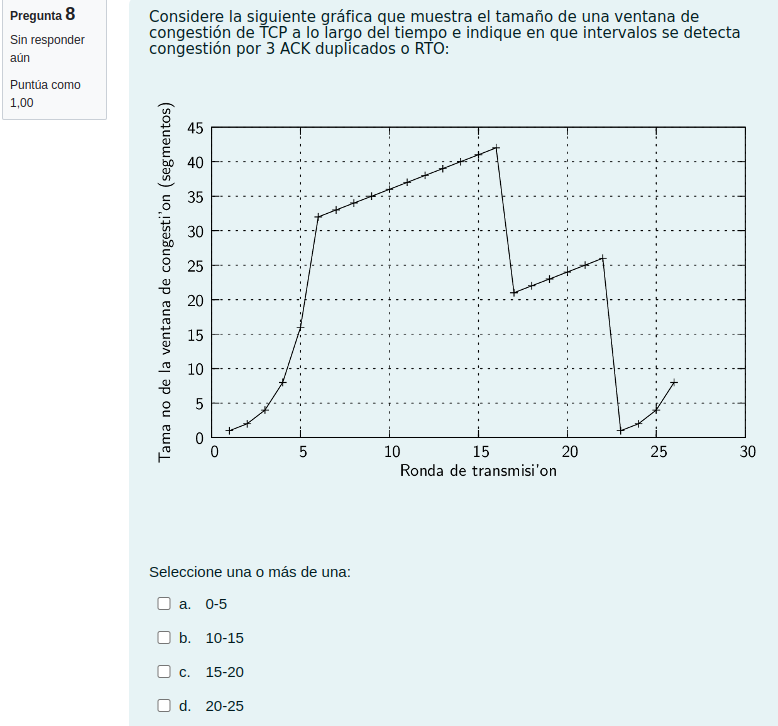 Pregunta 8
Sin responder
aún
Puntúa como
1,00
Considere la siguiente gráfica que muestra el tamaño de una ventana de
congestión de TCP a lo largo del tiempo e indique en que intervalos se detecta
congestión por 3 ACK duplicados o RTO:
Tama no de la ventana de congesti'on (segmentos)
45
40
35
30
25
20
15
10
5
0
0 5 10 15 20 25 30
Ronda de transmisi'on
Seleccione una o más de una:
a. 0-5
b. 10-15
c. 15-20
d. 20-25